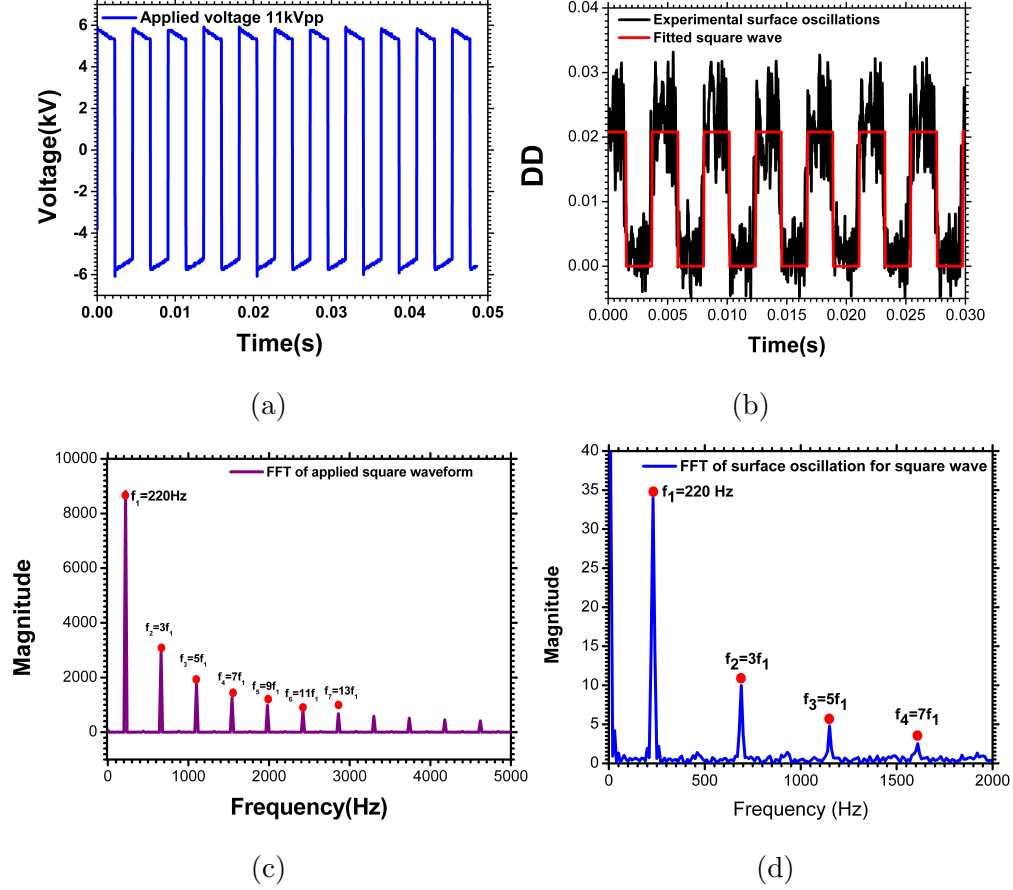 Applied voltage 11kVpp
6
4
2
0
-2
-4
-6
Voltage(kV)
0.00 0.01 0.02 0.03 0.04 0.05
Time(s)
(a)
Experimental surface oscillations
Fitted square wave
0.04
0.03
0.02
0.01
0.00
DD
0.000 0.005 0.010 0.015 0.020 0.025 0.030
Time(s)
(b)
FFT of applied square waveform
10000
8000
6000
4000
2000
0
Magnitude
f₁=220Hz
f₂=3f₁
f₃=5f₁
f₄=7f₁
f₅=9f₁
f₆=11f₁
f₇=13f₁
0 1000 2000 3000 4000 5000
Frequency(Hz)
(c)
FFT of surface oscillation for square wave
40
35
30
25
20
15
10
5
0
Magnitude
f₁=220 Hz
f₂=3f₁
f₃=5f₁
f₄=7f₁
0 500 1000 1500 2000
Frequency (Hz)
(d)